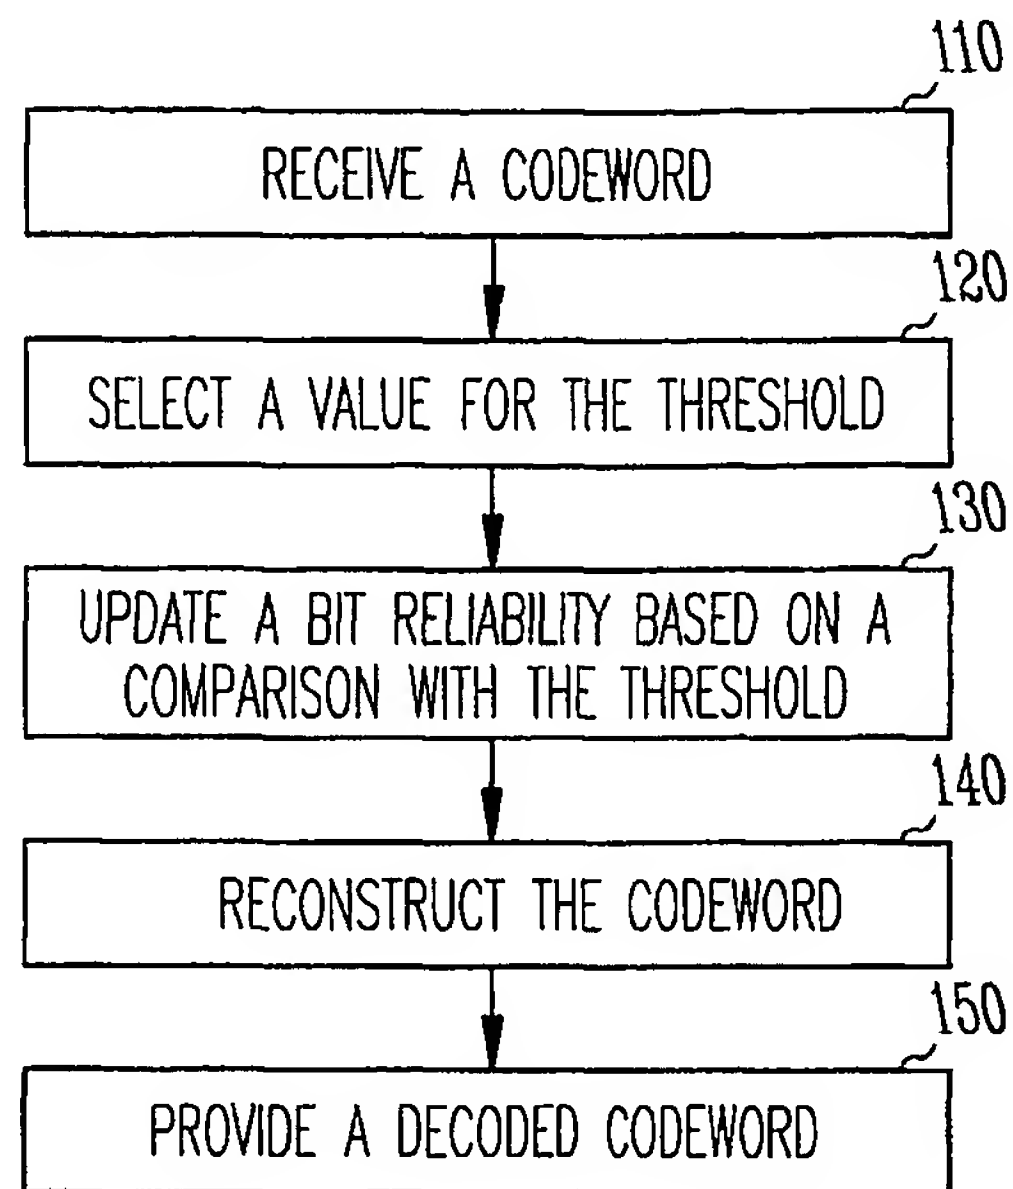 110
RECEIVE A CODEWORD
120
SELECT A VALUE FOR THE THRESHOLD
130
UPDATE A BIT RELIABILITY BASED ON A
COMPARISON WITH THE THRESHOLD
140
RECONSTRUCT THE CODEWORD
150
PROVIDE A DECODED CODEWORD